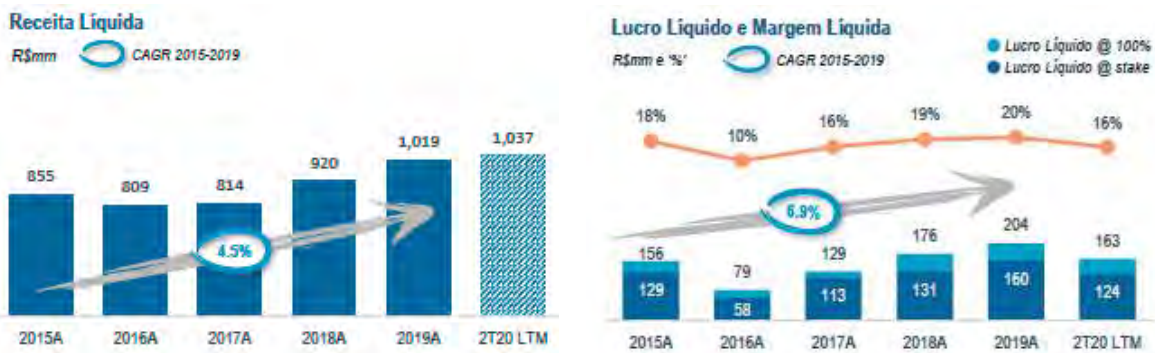 Receita Líquida
R$mm CAGR 2015-2019
855 809 814 920 1,019 1,037
4.5%
2015A 2016A 2017A 2018A 2019A 2T20 LTM
Lucro Líquido e Margem Líquida
R$mm e '%' CAGR 2015-2019
Lucro Líquido @ 100%
Lucro Líquido @ stake
18% 10% 16% 19% 20% 16%
6.9%
156 79 129 176 204 163
129 58 113 131 160 124
2015A 2016A 2017A 2018A 2019A 2T20 LTM